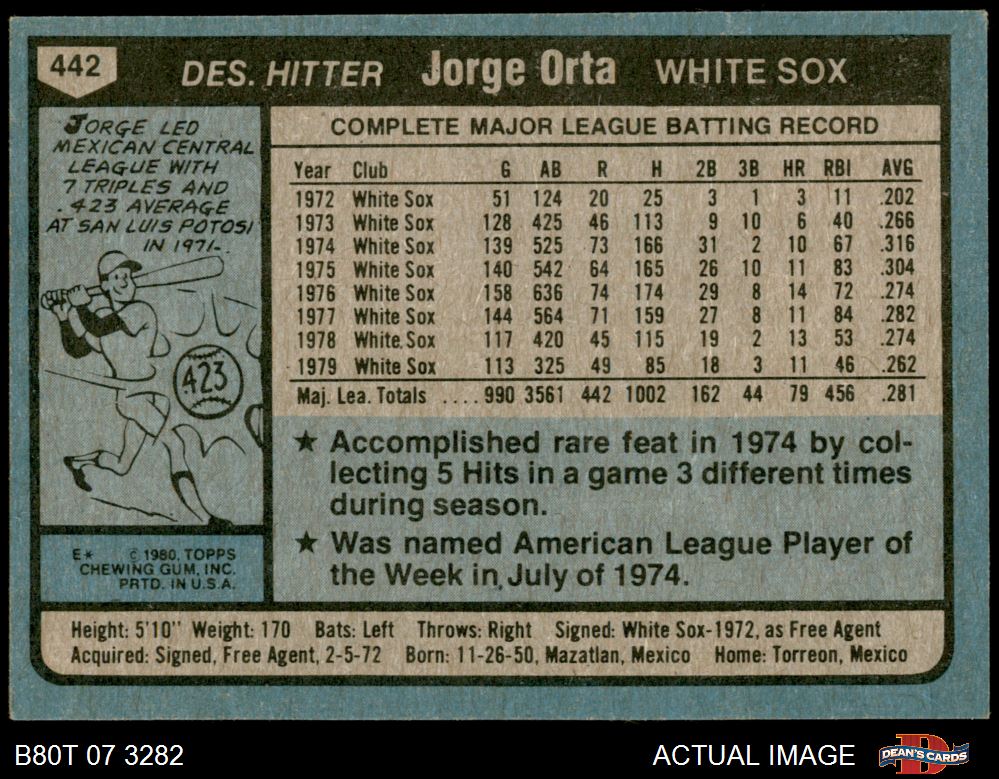 442 DES. HITTER Jorge Orta WHITE SOX
JORGE LED
MEXICAN CENTRAL
LEAGUE WITH
7 TRIPLES AND
.423 AVERAGE
AT SAN LUIS POTOSI
IN 1971.
423
E* © 1980, TOPPS
CHEWING GUM, INC.
PRTD. IN U.S.A.
COMPLETE MAJOR LEAGUE BATTING RECORD
Year Club G AB R H 2B 3B HR RBI AVG
1972 White Sox 51 124 20 25 3 1 3 11 .202
1973 White Sox 128 425 46 113 9 10 6 40 .266
1974 White Sox 139 525 73 166 31 2 10 67 .316
1975 White Sox 140 542 64 165 26 10 11 83 .304
1976 White Sox 158 636 74 174 29 8 14 72 .274
1977 White Sox 144 564 71 159 27 8 11 84 .282
1978 White Sox 117 420 45 115 19 2 13 53 .274
1979 White Sox 113 325 49 85 18 3 11 46 .262
Maj. Lea. Totals .... 990 3561 442 1002 162 44 79 456 .281
★ Accomplished rare feat in 1974 by col-
lecting 5 Hits in a game 3 different times
during season.
★ Was named American League Player of
the Week in July of 1974.
Height: 5'10" Weight: 170 Bats: Left Throws: Right Signed: White Sox-1972, as Free Agent
Acquired: Signed, Free Agent, 2-5-72 Born: 11-26-50, Mazatlan, Mexico Home: Torreon, Mexico
B80T 07 3282 ACTUAL IMAGE D DEAN'S CARDS